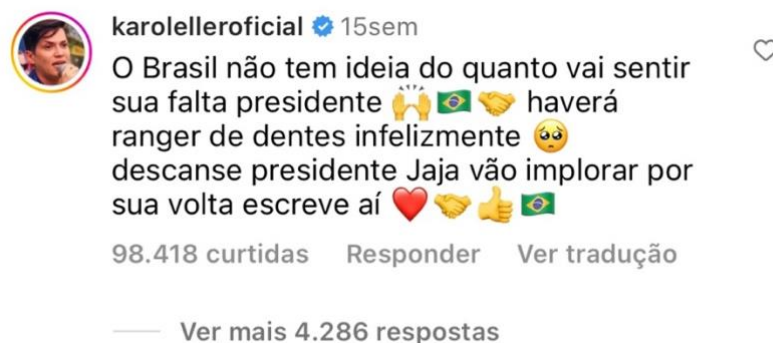 karolelleroficial 15sem
O Brasil não tem ideia do quanto vai sentir
sua falta presidente 🙌🇧🇷🤝 haverá
ranger de dentes infelizmente 🥺
descanse presidente Jaja vão implorar por
sua volta escreve aí ❤️🤝👍🇧🇷
98.418 curtidas Responder Ver tradução
Ver mais 4.286 respostas